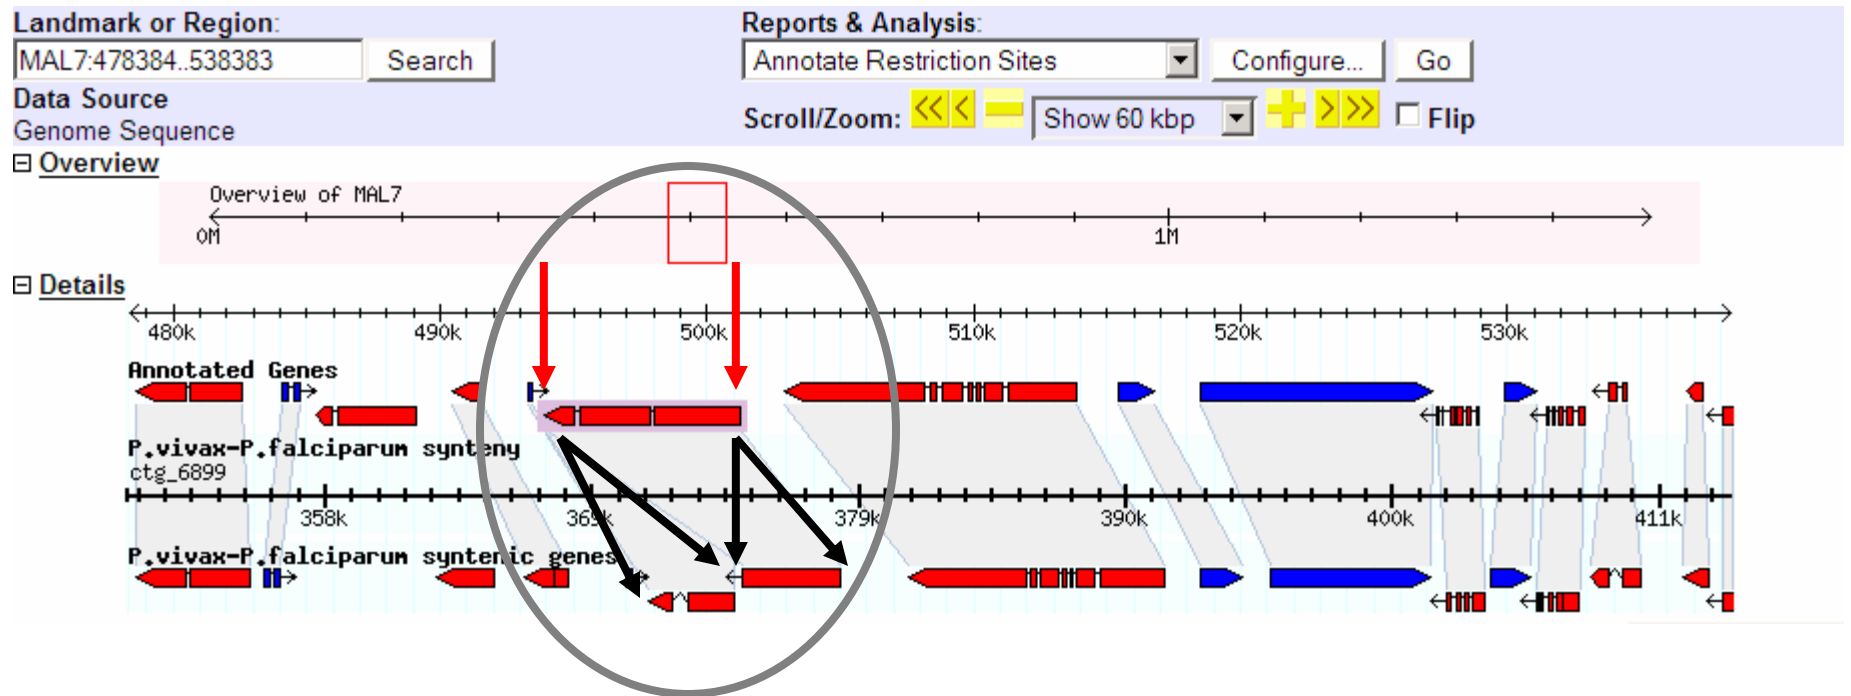 Landmark or Region:
MAL7:478384..538383 Search
Data Source
Genome Sequence
Reports & Analysis:
Annotate Restriction Sites Configure... Go
Scroll/Zoom: << < Show 60 kbp > >> Flip
Overview
Overview of MAL7
0M 1M
Details
480k 490k 500k 510k 520k 530k
Annotated Genes
P.vivax-P.falciparum synteny
ctg_6899
358k 369k 379k 390k 400k 411k
P.vivax-P.falciparum syntenic genes